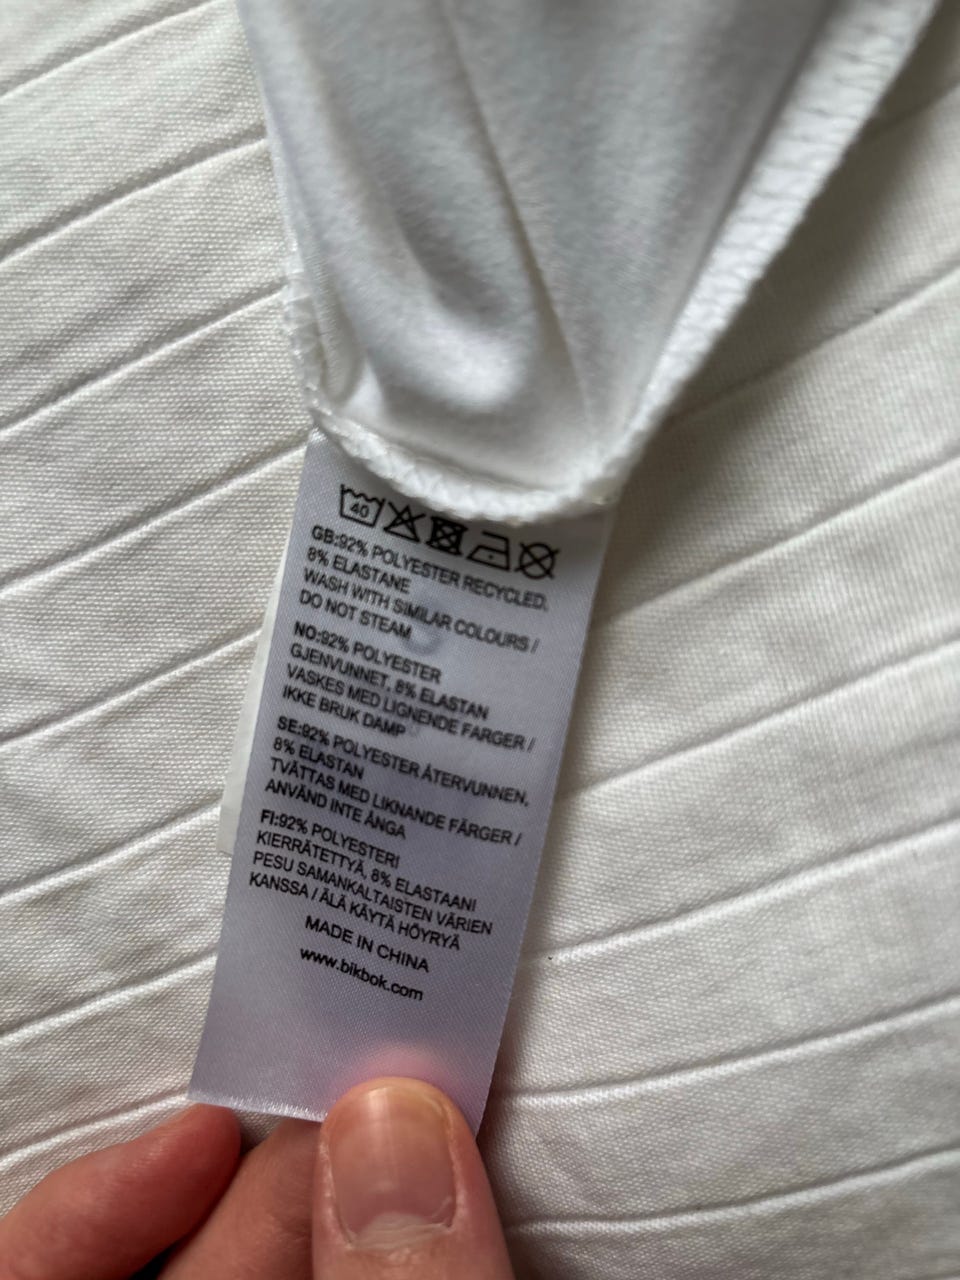 40
GB:92% POLYESTER RECYCLED,
8% ELASTANE
WASH WITH SIMILAR COLOURS /
DO NOT STEAM
NO:92% POLYESTER
GJENVUNNET, 8% ELASTAN
VASKES MED LIGNENDE FARGER /
IKKE BRUK DAMP
SE:92% POLYESTER ÅTERVUNNEN,
8% ELASTAN
TVÄTTAS MED LIKNANDE FÄRGER /
ANVÄND INTE ÅNGA
FI:92% POLYESTERI
KIERRÄTETTYÄ, 8% ELASTAANI
PESU SAMANKALTAISTEN VÄRIEN
KANSSA / ÄLÄ KÄYTÄ HÖYRYÄ
MADE IN CHINA
www.bikbok.com